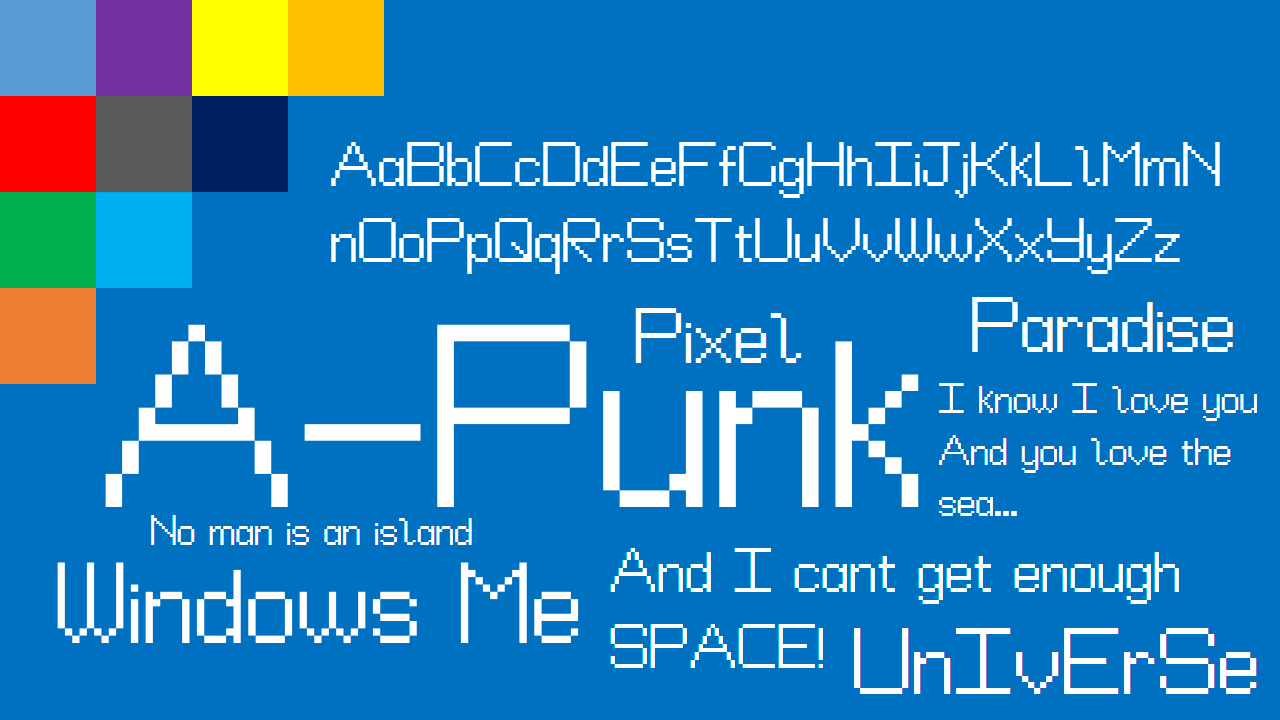 AaBbCcDdEeFfGgHhIiJjKkLlMmN
nOoPpQqRrSsTtUuVvWwXxYyZz
Paradise
Pixel
A-Punk
I know I love you
And you love the
sea...
No man is an island
And I cant get enough
SPACE!
Windows Me
UnIvErSe